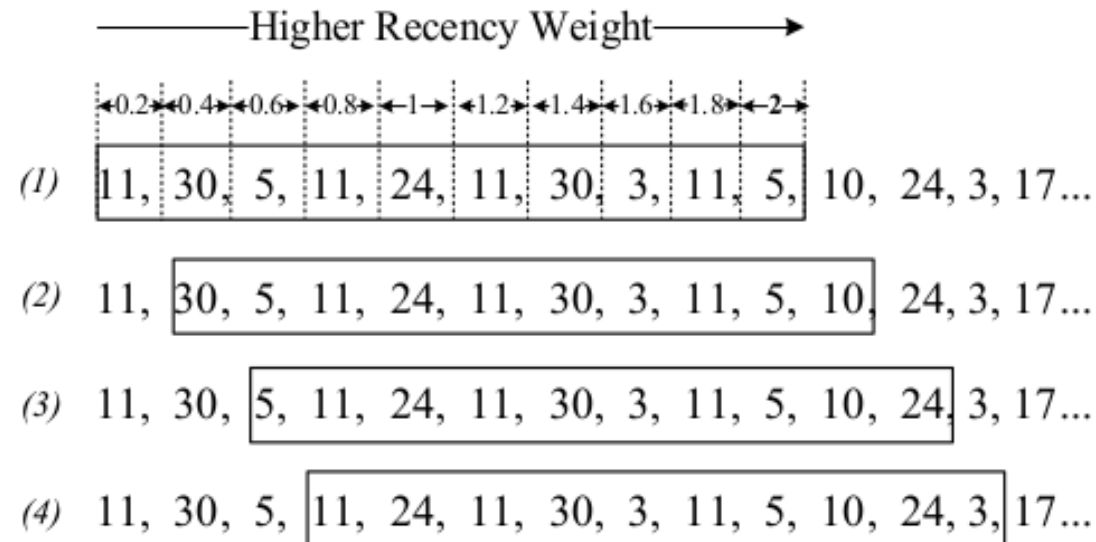 Higher Recency Weight
0.2 0.4 0.6 0.8 1 1.2 1.4 1.6 1.8 2
(1) 11, 30, 5, 11, 24, 11, 30, 3, 11, 5, 10, 24, 3, 17...
(2) 11, 30, 5, 11, 24, 11, 30, 3, 11, 5, 10, 24, 3, 17...
(3) 11, 30, 5, 11, 24, 11, 30, 3, 11, 5, 10, 24, 3, 17...
(4) 11, 30, 5, 11, 24, 11, 30, 3, 11, 5, 10, 24, 3, 17...